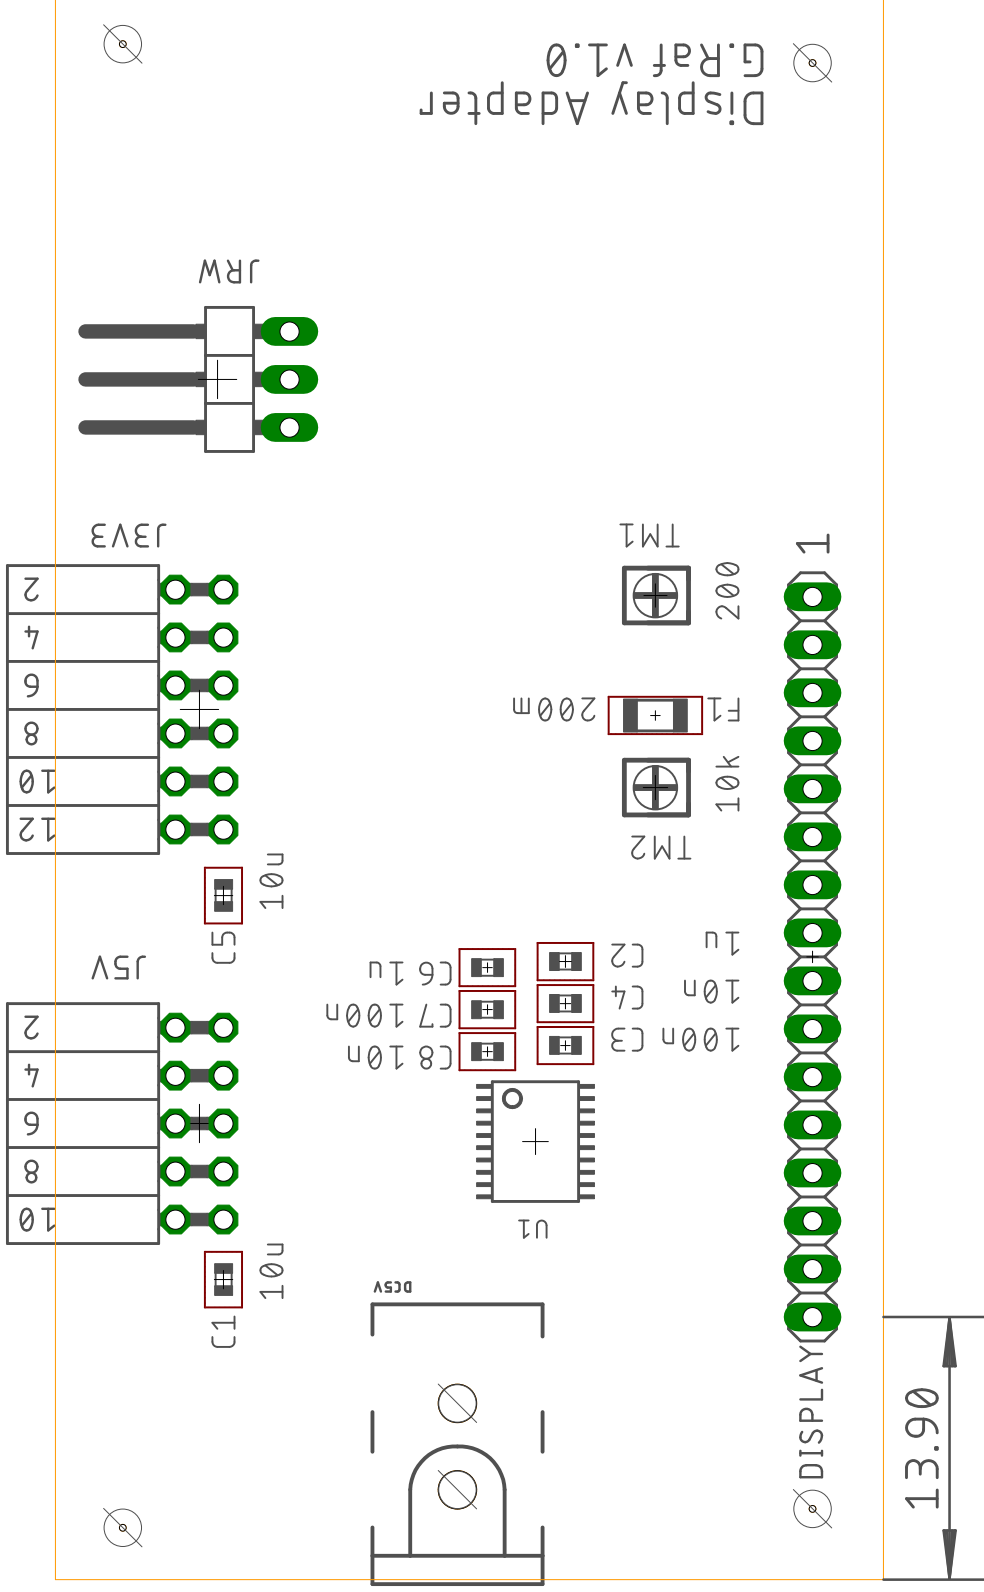 Display Adapter
G.Raf v1.0
JRW
J3V3
2
4
6
8
10
12
TM1
200
1
F1 200m
10k
TM2
10u
C5
J5V
2
4
6
8
10
1u C2
10n C4
100n C3
C6 1u
C7 100n
C8 10n
U1
10u
C1
DC5V
DISPLAY
13.90